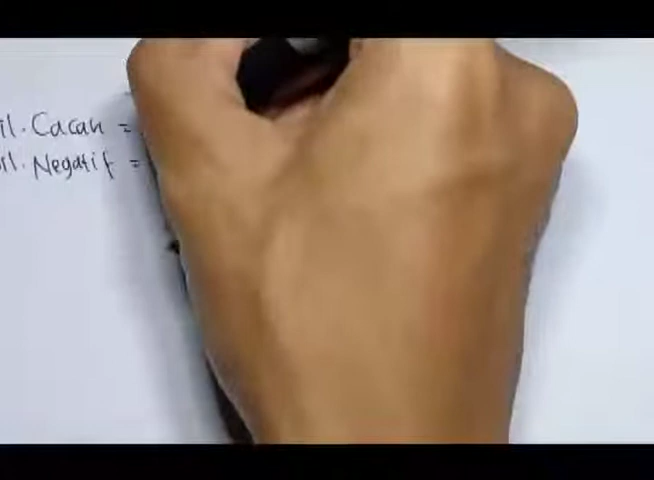 il. Cacah =
il. Negatif =